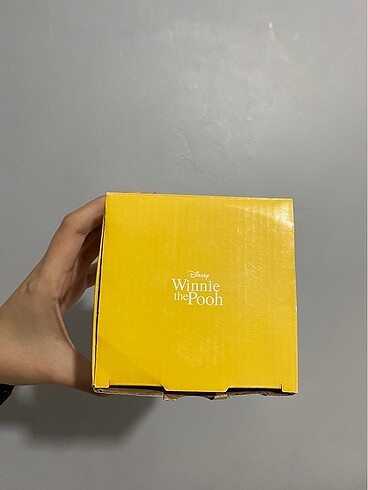 Disney
Winnie
the Pooh